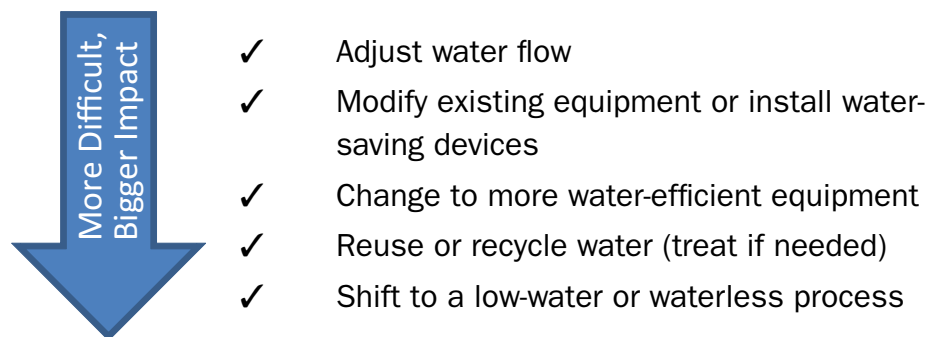 More Difficult,
Bigger Impact
✓ Adjust water flow
✓ Modify existing equipment or install water-
saving devices
✓ Change to more water-efficient equipment
✓ Reuse or recycle water (treat if needed)
✓ Shift to a low-water or waterless process